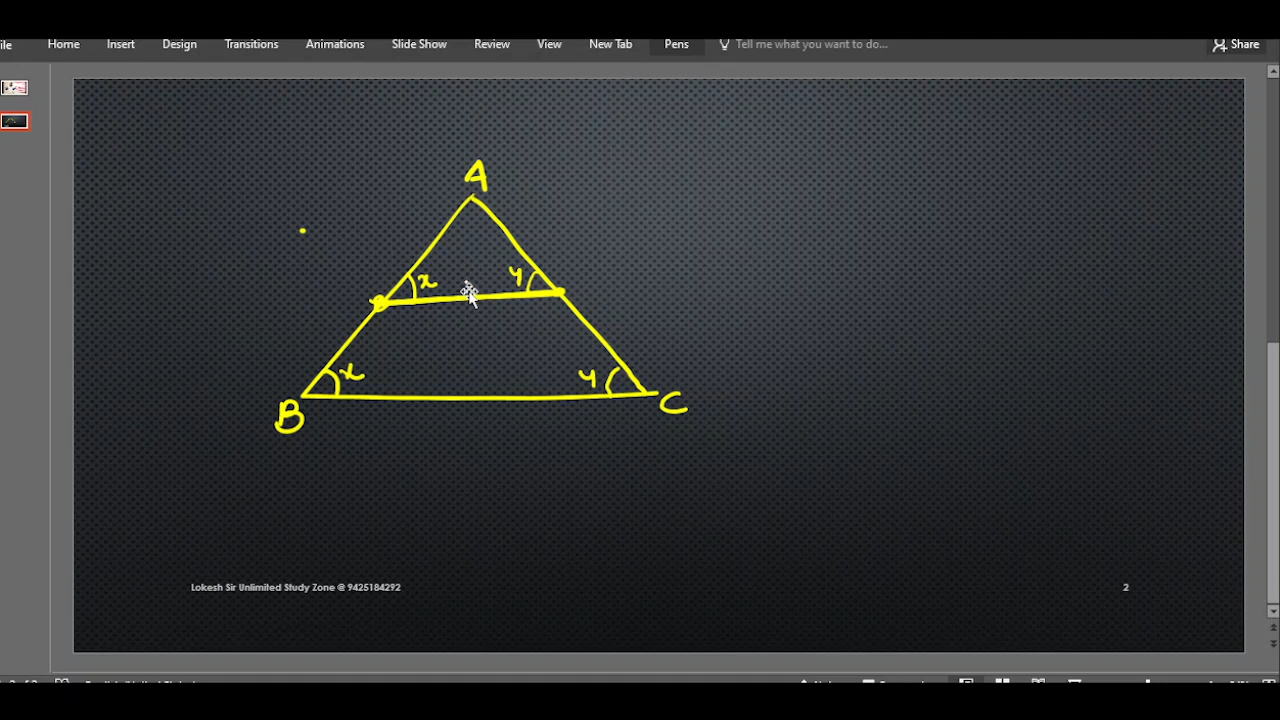 ile Home Insert Design Transitions Animations Slide Show Review View New Tab Pens Tell me what you want to do... Share
A
x y
x y
B C
Lokesh Sir Unlimited Study Zone @ 9425184292 2